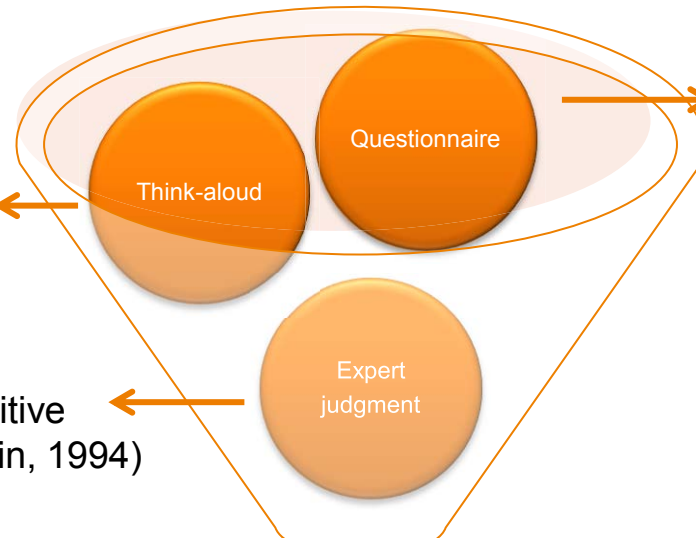 Questionnaire
Think-aloud
Expert
judgment
itive
in, 1994)